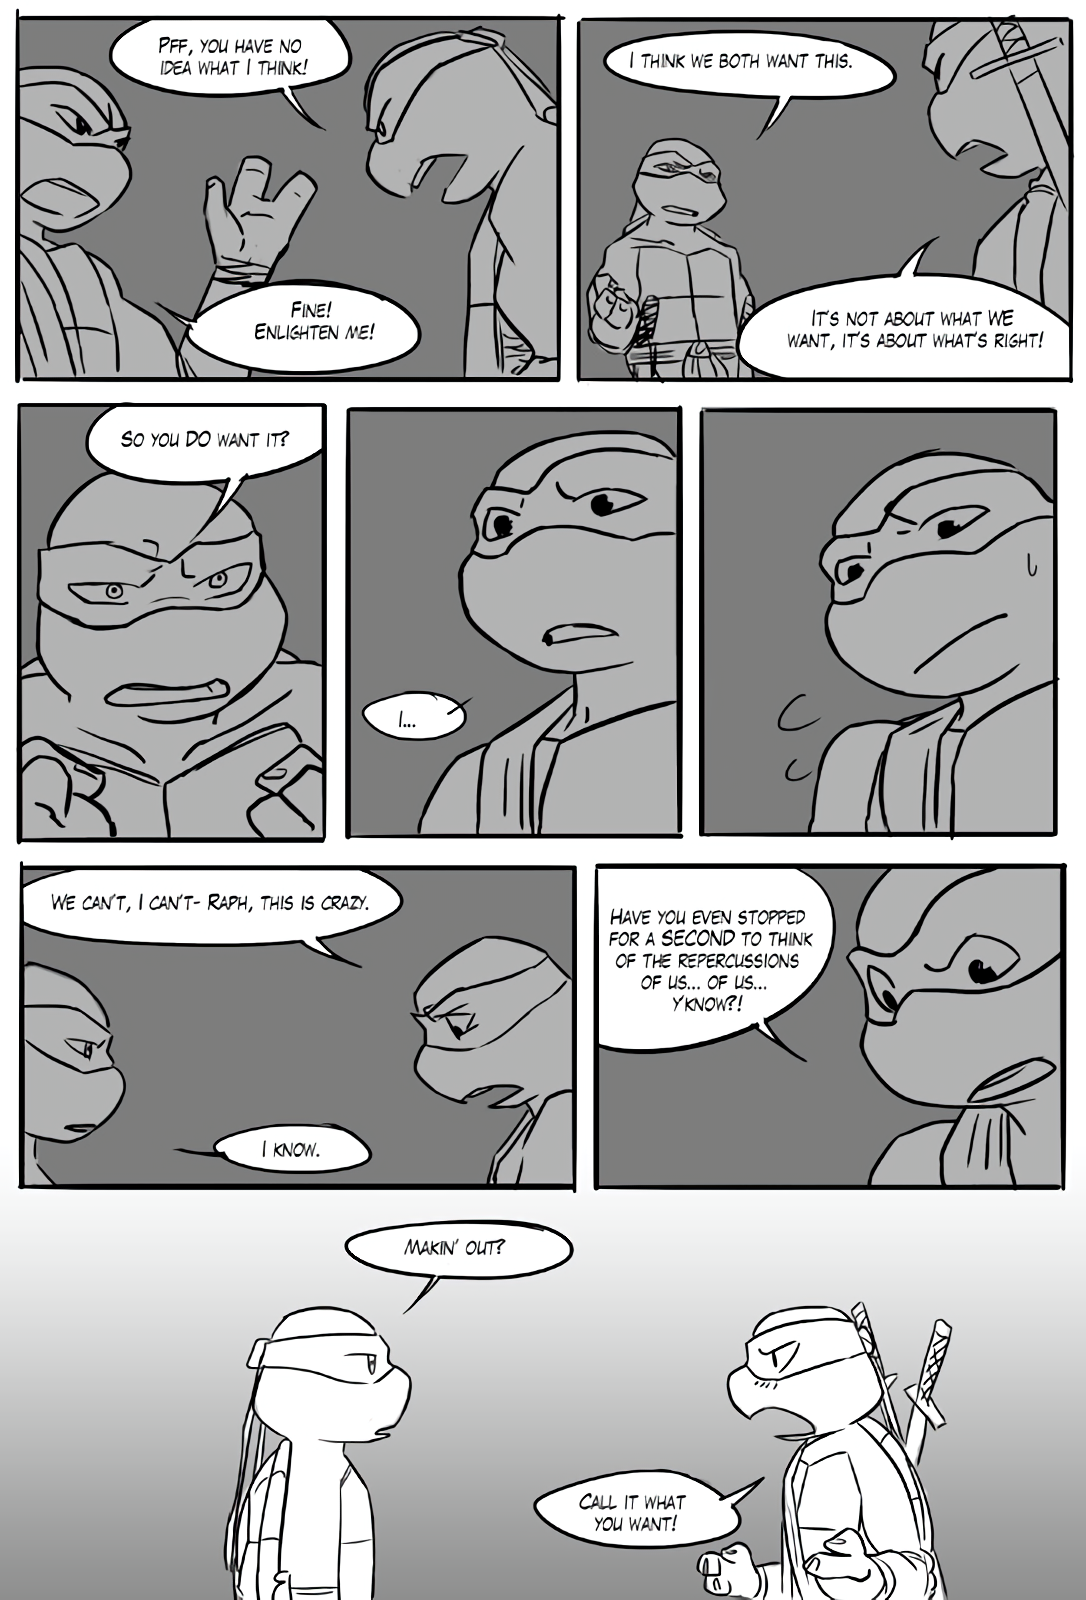 PFF, YOU HAVE NO
IDEA WHAT I THINK!
FINE!
ENLIGHTEN ME!
I THINK WE BOTH WANT THIS.
IT'S NOT ABOUT WHAT WE
WANT, IT'S ABOUT WHAT'S RIGHT!
SO YOU DO WANT IT?
I...
WE CAN'T, I CAN'T- RAPH, THIS IS CRAZY.
I KNOW.
HAVE YOU EVEN STOPPED
FOR A SECOND TO THINK
OF THE REPERCUSSIONS
OF US... OF US...
Y'KNOW?!
MAKIN' OUT?
CALL IT WHAT
YOU WANT!